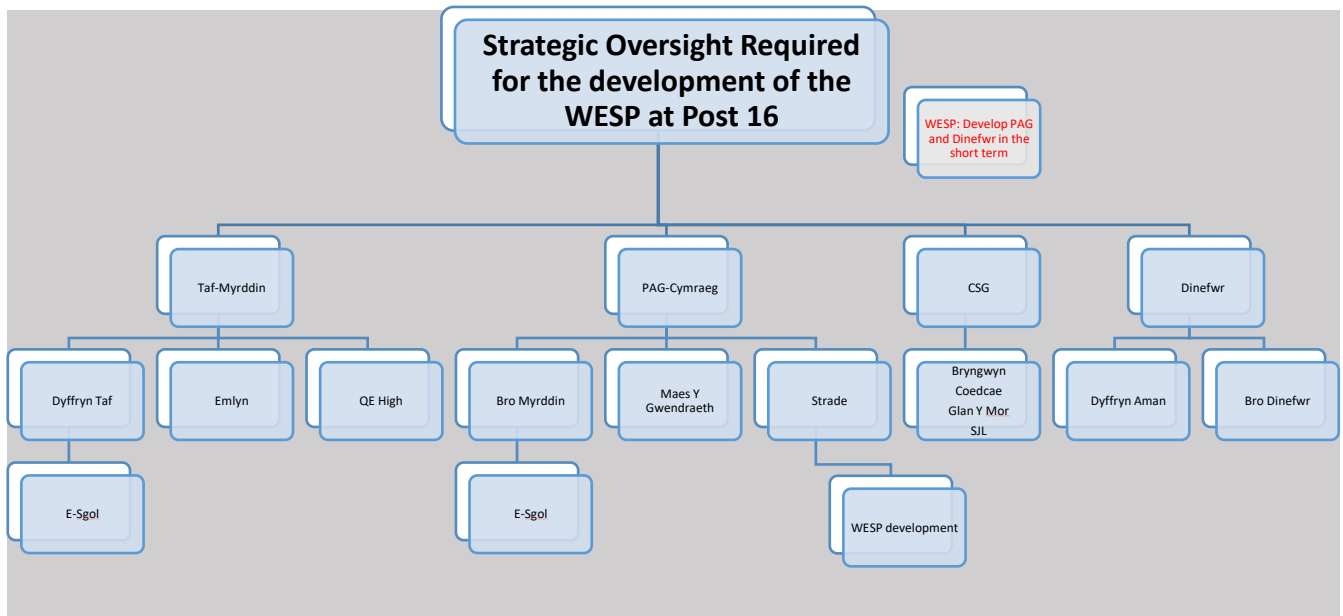 Strategic Oversight Required
for the development of the
WESP at Post 16
WESP: Develop PAG
and Dinefwr in the
short term
Taf-Myrddin
PAG-Cymraeg
CSG
Dinefwr
Dyffryn Taf
Emlyn
QE High
Bro Myrddin
Maes Y
Gwendraeth
Strade
Bryngwyn
Coedcae
Glan Y Mor
SJL
Dyffryn Aman
Bro Dinefwr
E-Sgol
E-Sgol
WESP development